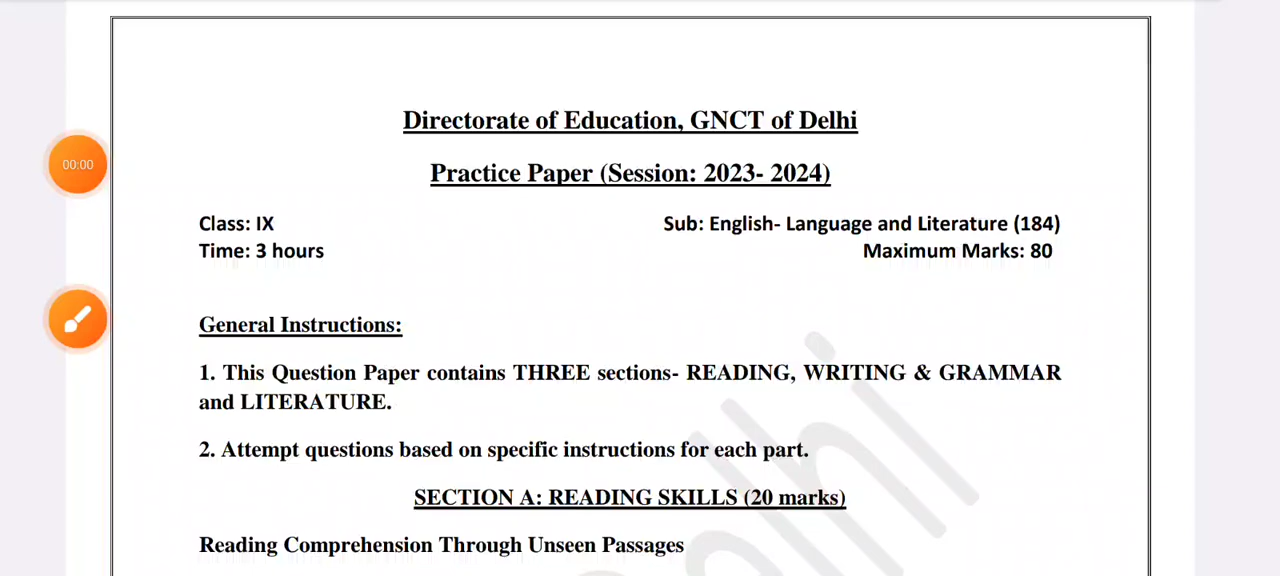 Directorate of Education, GNCT of Delhi
Practice Paper (Session: 2023- 2024)
Class: IX
Sub: English- Language and Literature (184)
Time: 3 hours
Maximum Marks: 80
00:00
General Instructions:
1. This Question Paper contains THREE sections- READING, WRITING & GRAMMAR
and LITERATURE.
2. Attempt questions based on specific instructions for each part.
SECTION A: READING SKILLS (20 marks)
Reading Comprehension Through Unseen Passages